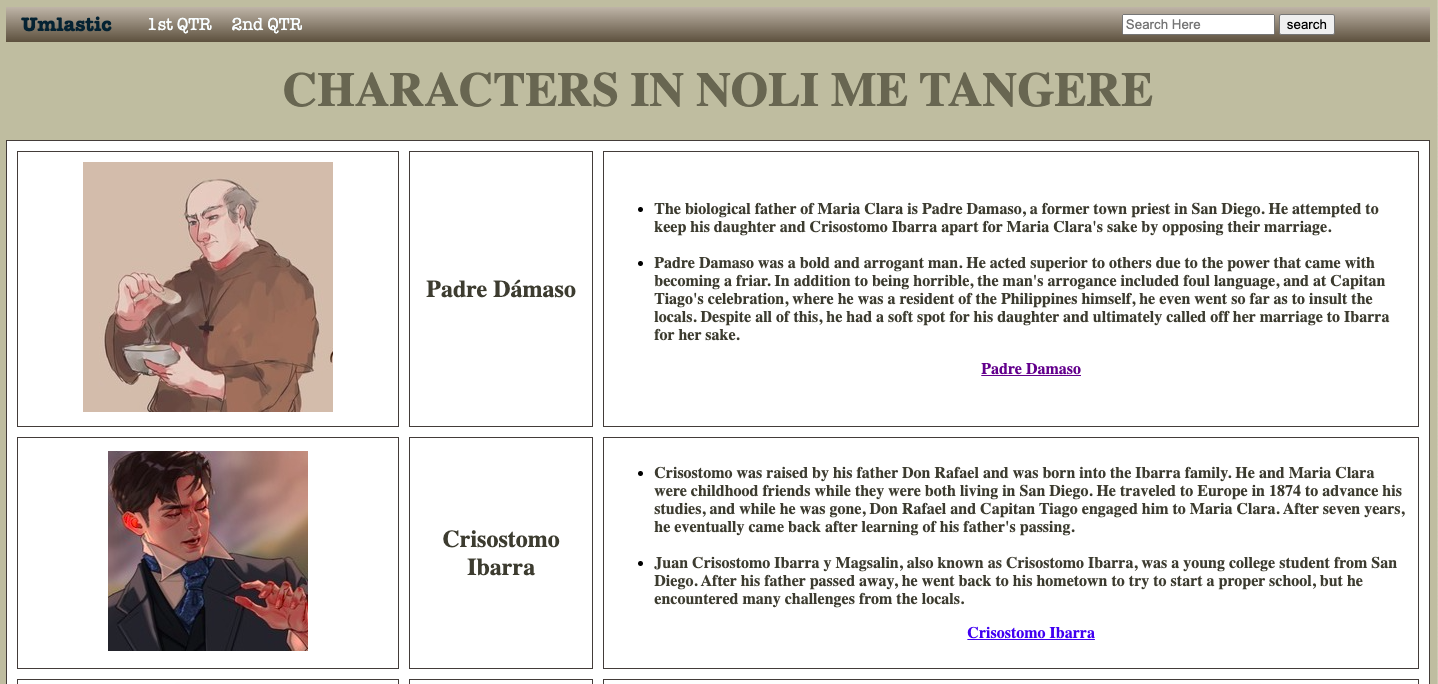 Umlastic 1st QTR 2nd QTR Search Here search
CHARACTERS IN NOLI ME TANGERE
Padre Dámaso
The biological father of Maria Clara is Padre Damaso, a former town priest in San Diego. He attempted to
keep his daughter and Crisostomo Ibarra apart for Maria Clara's sake by opposing their marriage.
Padre Damaso was a bold and arrogant man. He acted superior to others due to the power that came with
becoming a friar. In addition to being horrible, the man's arrogance included foul language, and at Capitan
Tiago's celebration, where he was a resident of the Philippines himself, he even went so far as to insult the
locals. Despite all of this, he had a soft spot for his daughter and ultimately called off her marriage to Ibarra
for her sake.
Padre Damaso
Crisostomo
Ibarra
Crisostomo was raised by his father Don Rafael and was born into the Ibarra family. He and Maria Clara
were childhood friends while they were both living in San Diego. He traveled to Europe in 1874 to advance his
studies, and while he was gone, Don Rafael and Capitan Tiago engaged him to Maria Clara. After seven years,
he eventually came back after learning of his father's passing.
Juan Crisostomo Ibarra y Magsalin, also known as Crisostomo Ibarra, was a young college student from San
Diego. After his father passed away, he went back to his hometown to try to start a proper school, but he
encountered many challenges from the locals.
Crisostomo Ibarra